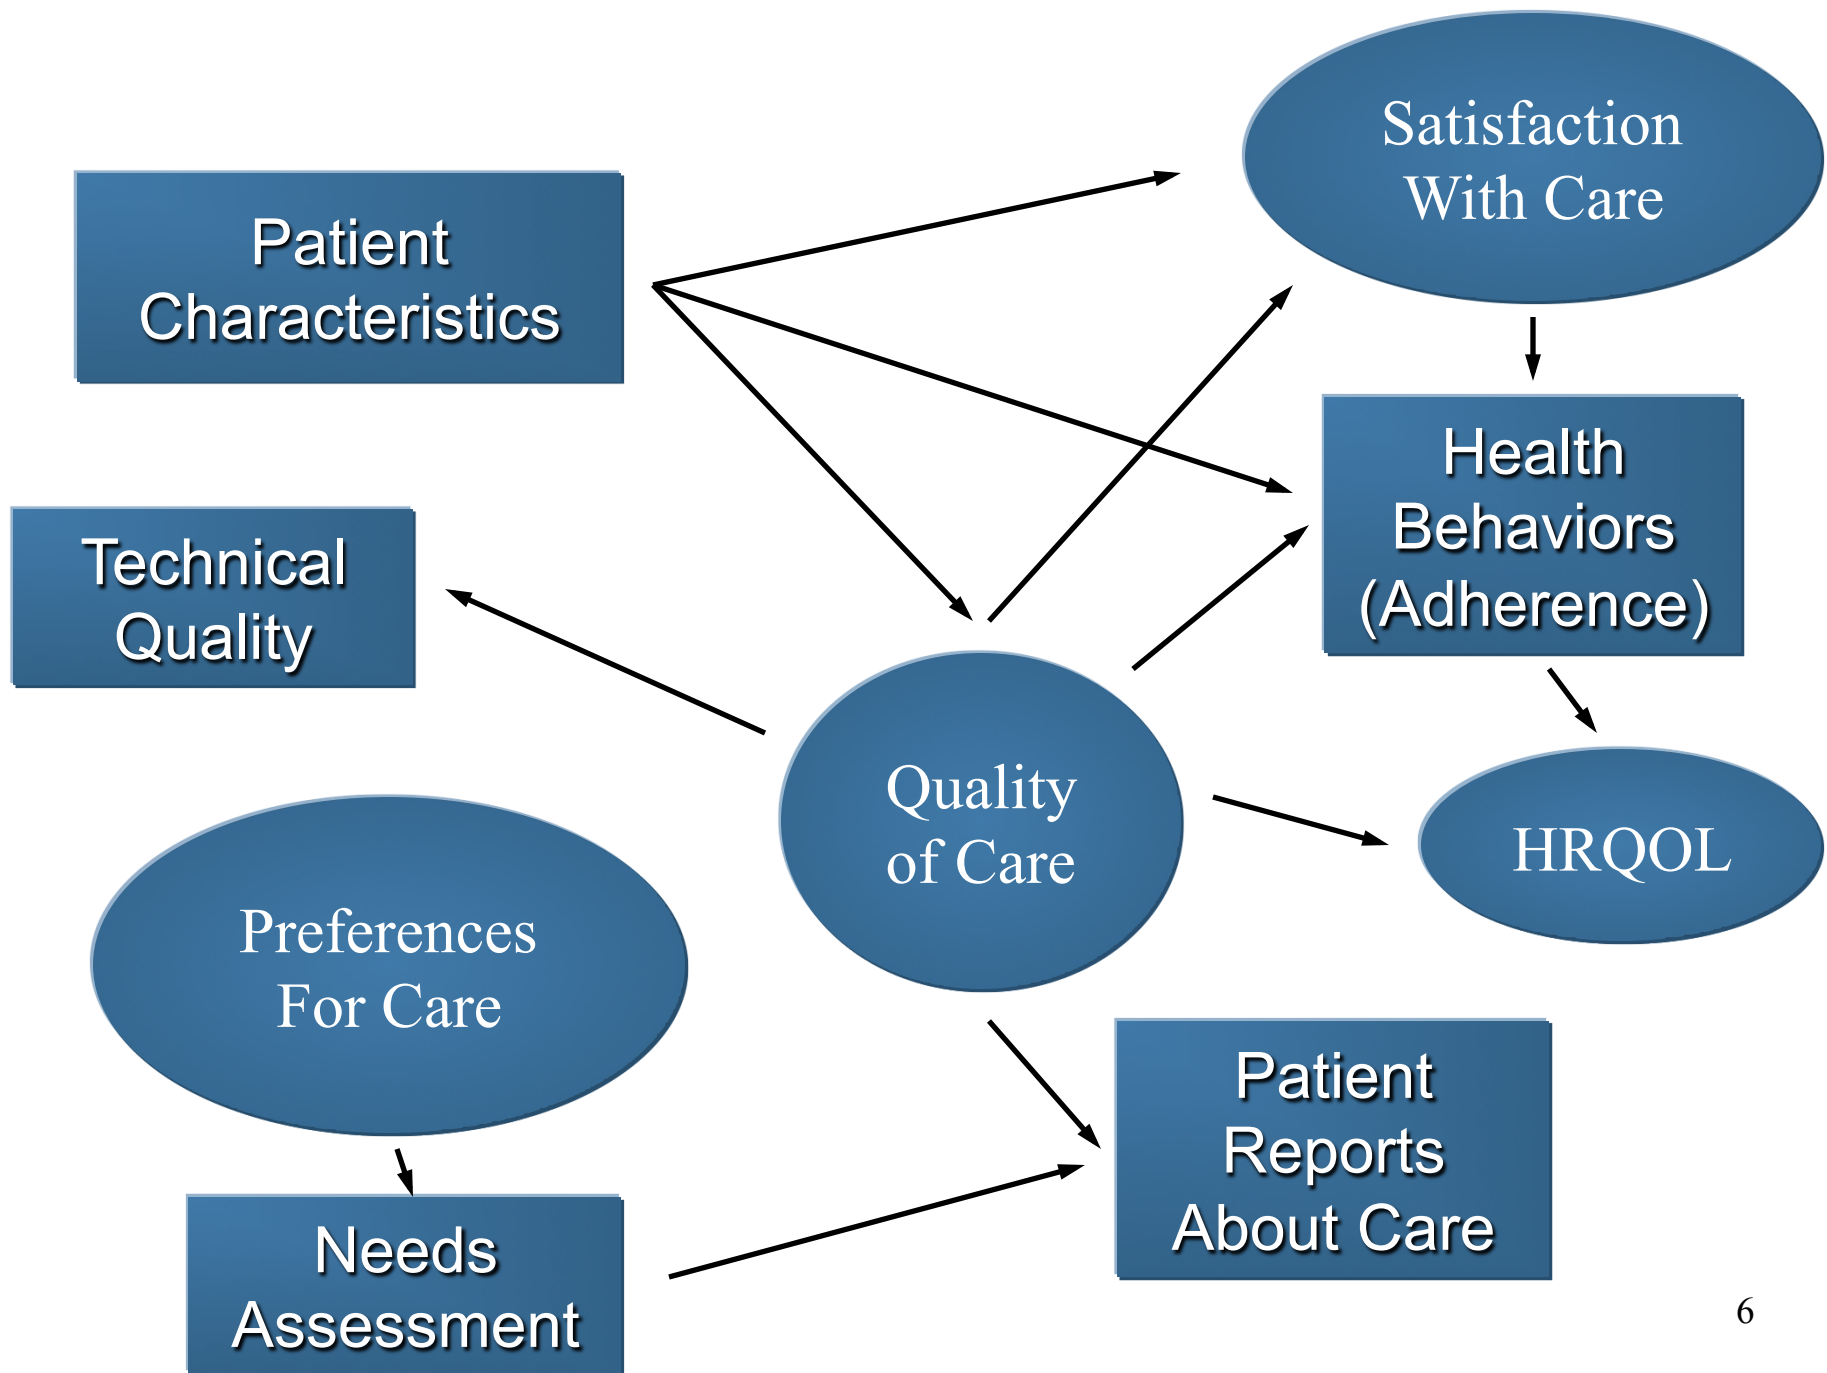 Satisfaction
With Care
Patient
Characteristics
Health
Behaviors
(Adherence)
Technical
Quality
Quality
of Care
HRQOL
Preferences
For Care
Patient
Reports
About Care
Needs
Assessment
6